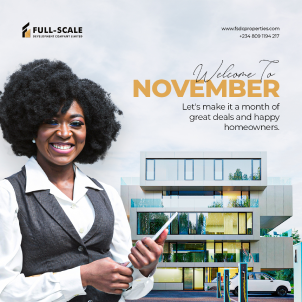 FULL-SCALE
DEVELOPMENT COMPANY LIMITED
www.fsdcproperties.com
+234 809 1194 217
Welcome To
NOVEMBER
Let's make it a month of
great deals and happy
homeowners.